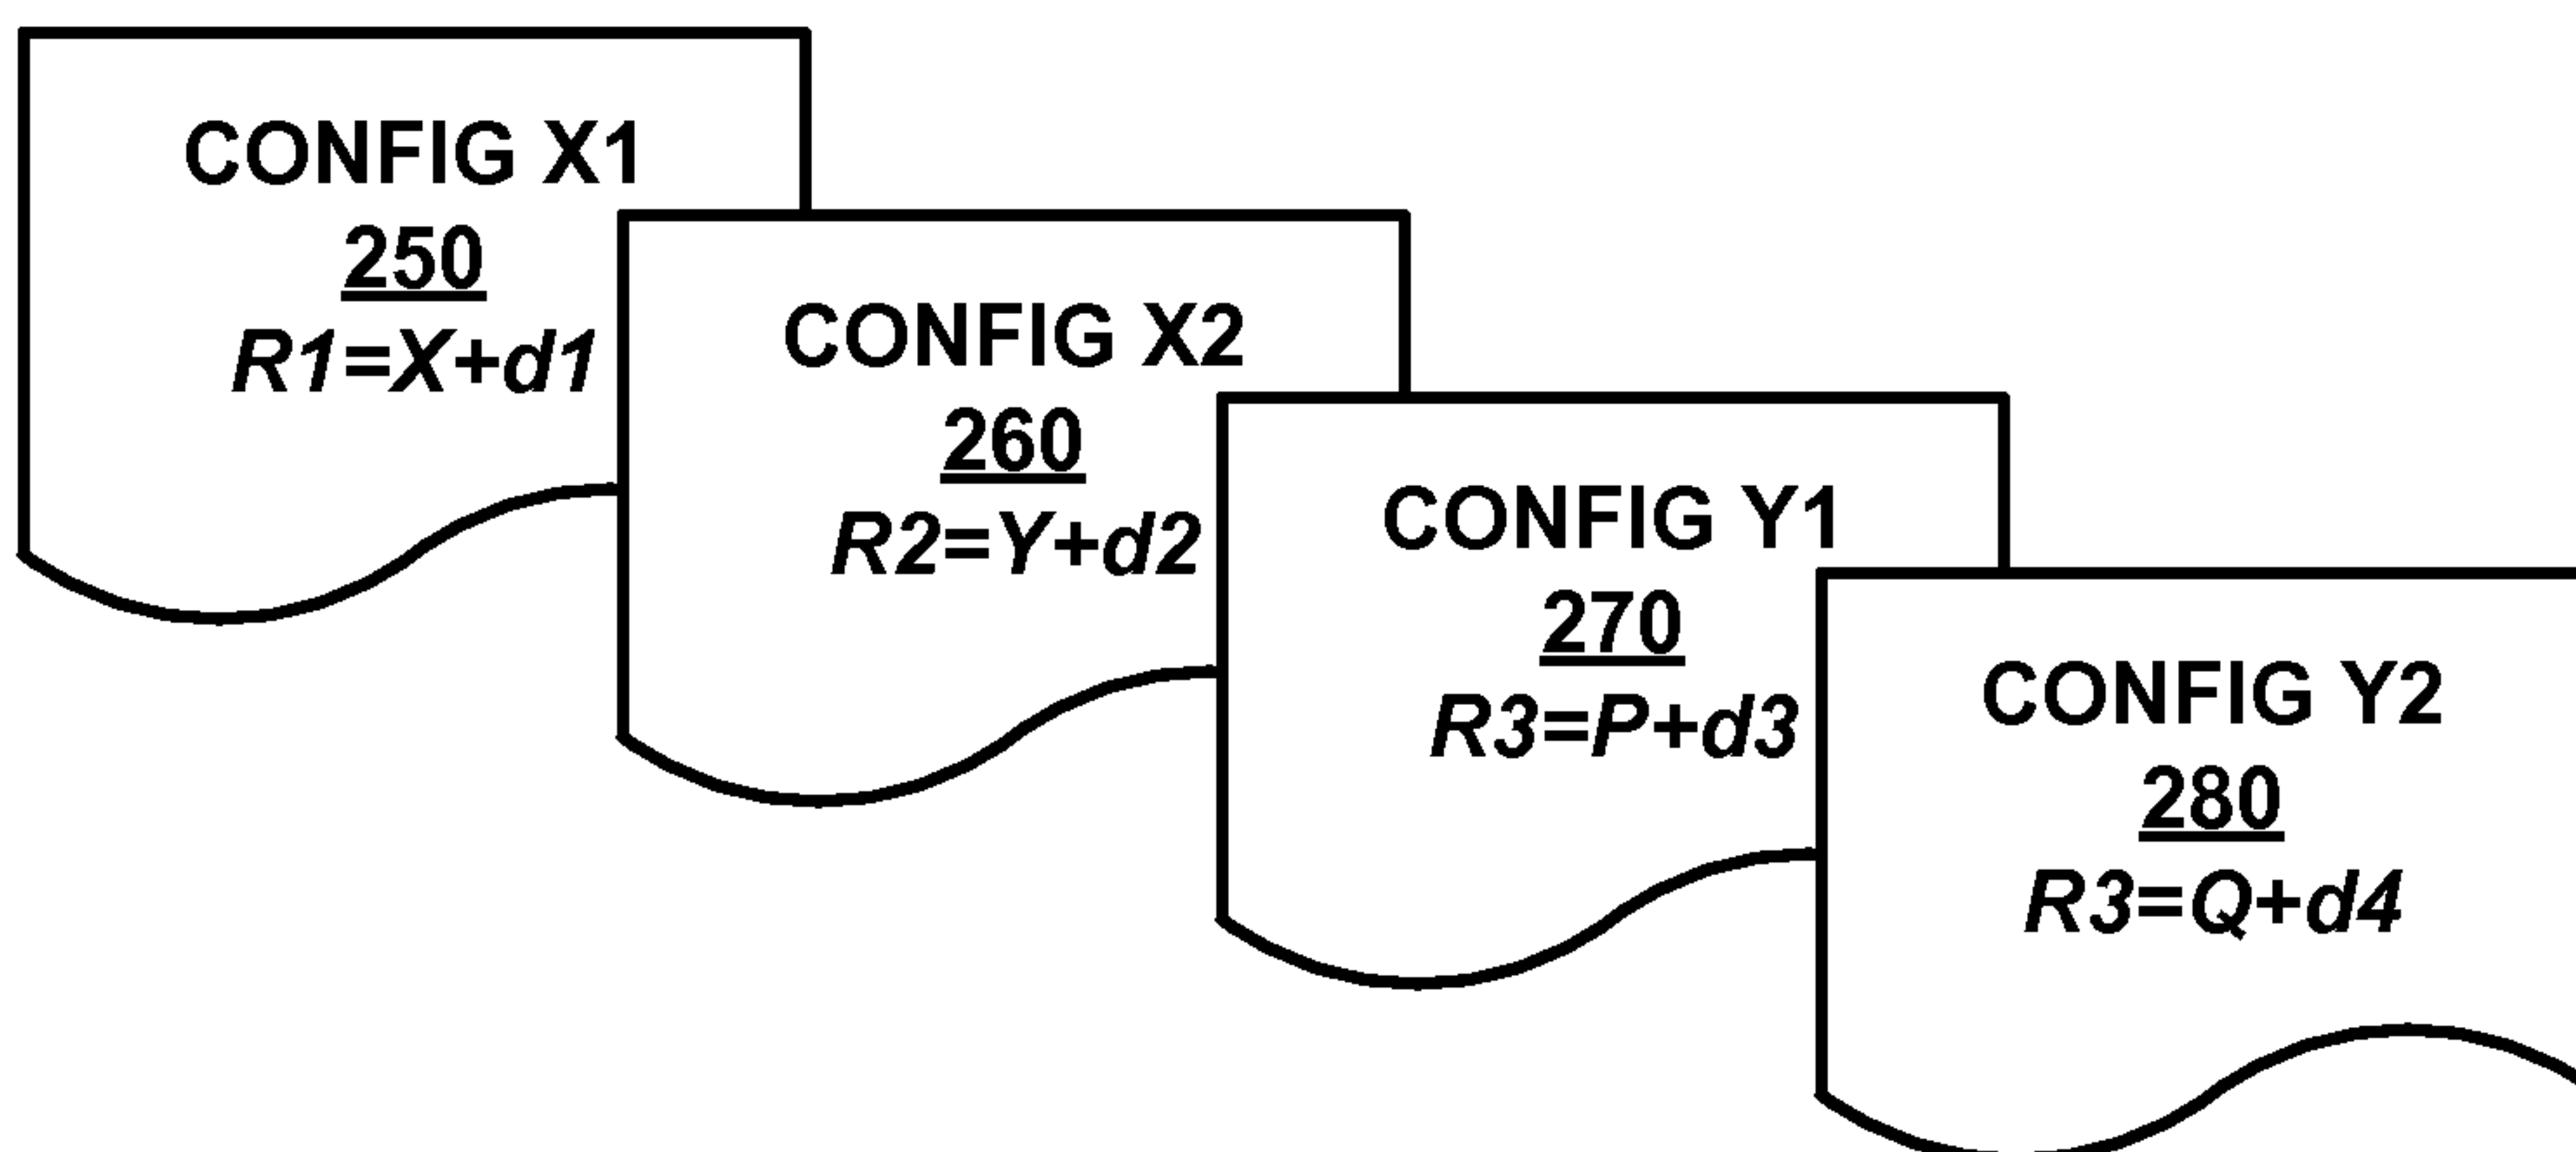 CONFIG X1
250
R1=X+d1
CONFIG X2
260
R2=Y+d2
CONFIG Y1
270
R3=P+d3
CONFIG Y2
280
R3=Q+d4